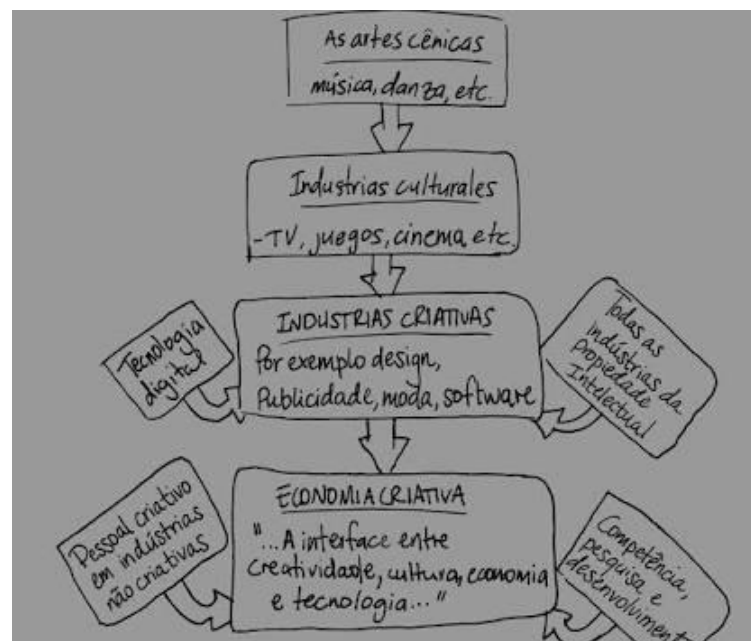 As artes cênicas
música, danza, etc.
Industrias culturales
-TV, juegos, cinema, etc.
Tecnologia
digital
INDUSTRIAS CRIATIVAS
Por exemplo design,
Publicidade, moda, software
Todas as
indústrias da
propiedade
Intelectual
Pessoal criativo
em indústrias
não criativas
ECONOMIA CRIATIVA
"...A interface entre
creatividade, cultura, economia
e tecnologia..."
Competência,
pesquisa e
desenvolviment